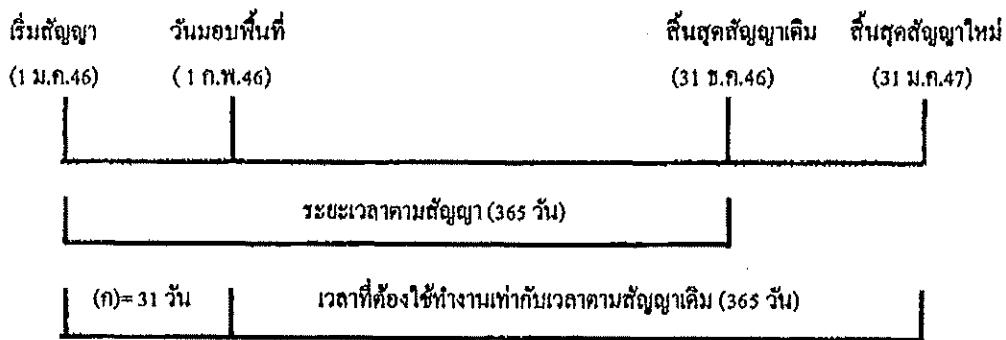 เริ่มสัญญา วันมอบพื้นที่ สิ้นสุดสัญญาเดิม สิ้นสุดสัญญาใหม่
(1 ม.ค.46) (1 ก.พ.46) (31 ธ.ค.46) (31 ม.ค.47)
ระยะเวลาตามสัญญา (365 วัน)
(ก)= 31 วัน เวลาที่ต้องใช้ทำงานเท่ากับเวลาตามสัญญาเดิม (365 วัน)